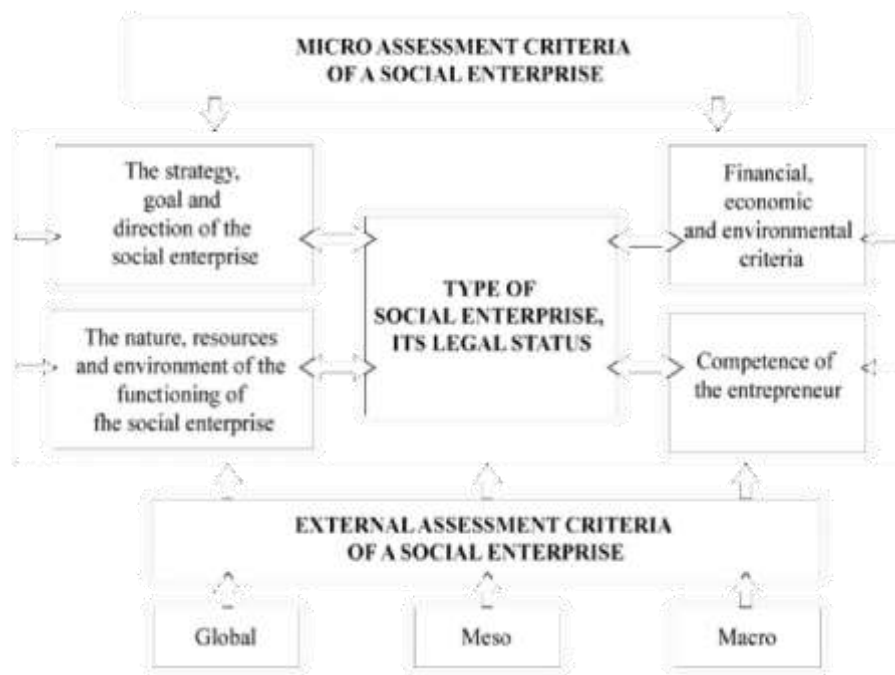 MICRO ASSESSMENT CRITERIA
OF A SOCIAL ENTERPRISE
The strategy,
goal and
direction of the
social enterprise
Financial,
economic
and environmental
criteria
TYPE OF
SOCIAL ENTERPRISE,
ITS LEGAL STATUS
The nature, resources
and environment of the
functioning of
fhe social enterprise
Competence of
the entrepreneur
EXTERNAL ASSESSMENT CRITERIA
OF A SOCIAL ENTERPRISE
Global
Meso
Macro